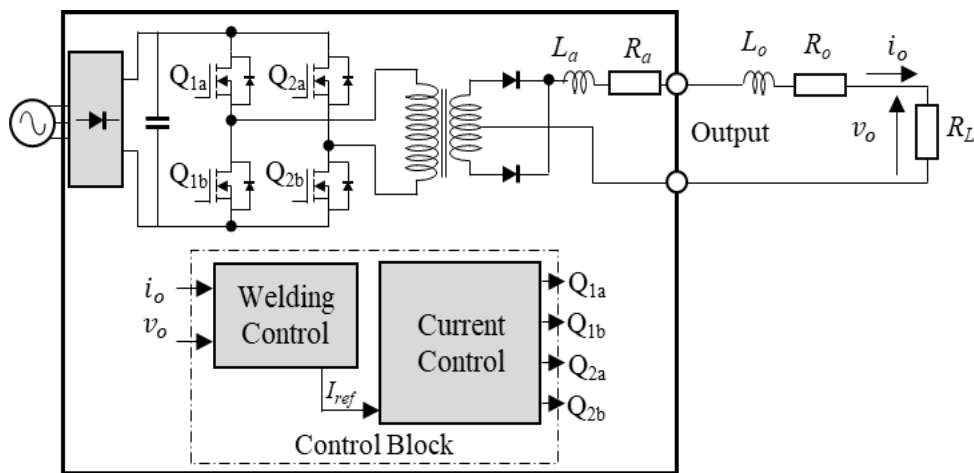 Q1a
Q2a
Q1b
Q2b
La
Ra
Lo
Ro
io
Output
vo
RL
io
vo
Welding
Control
Iref
Current
Control
Q1a
Q1b
Q2a
Q2b
Control Block